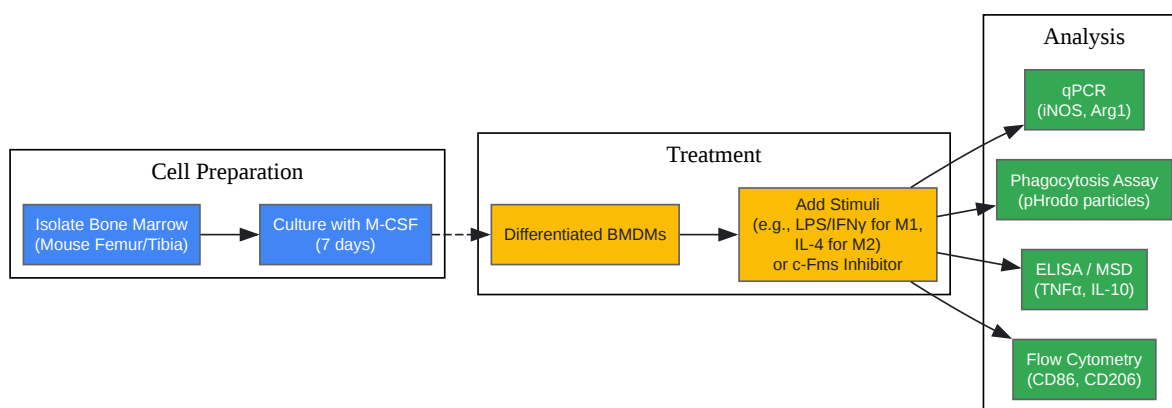 Cell Preparation
Isolate Bone Marrow
(Mouse Femur/Tibia)
Culture with M-CSF
(7 days)
Treatment
Differentiated BMDMs
Add Stimuli
(e.g., LPS/IFNγ for M1,
IL-4 for M2)
or c-Fms Inhibitor
Analysis
qPCR
(iNOS, Arg1)
Phagocytosis Assay
(pHrodo particles)
ELISA / MSD
(TNFα, IL-10)
Flow Cytometry
(CD86, CD206)